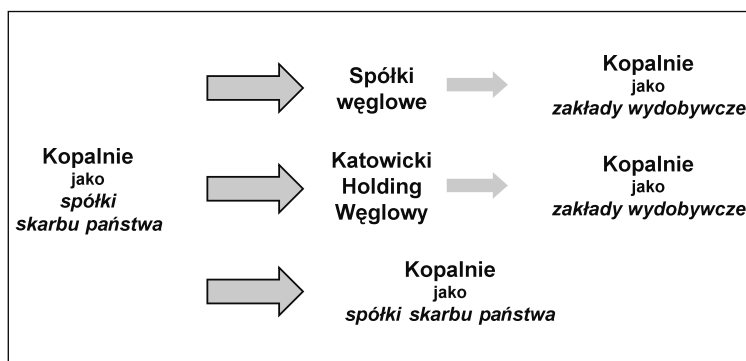 Kopalnie
jako
spółki
skarbu państwa
Spółki
węglowe
Kopalnie
jako
zakłady wydobywcze
Katowicki
Holding
Węglowy
Kopalnie
jako
zakłady wydobywcze
Kopalnie
jako
spółki skarbu państwa